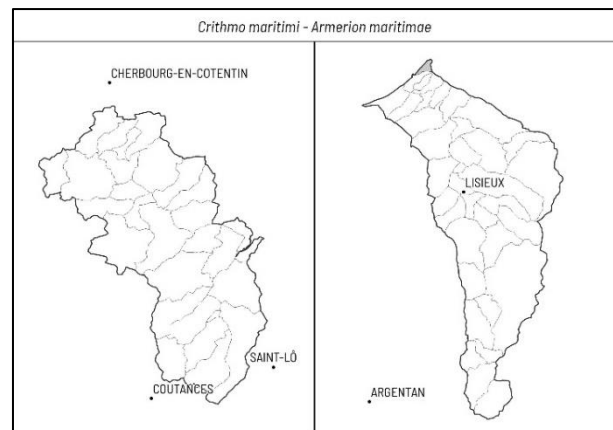 Crithmo maritimi - Armerion maritimae
CHERBOURG-EN-COTENTIN
SAINT-LÔ
COUTANCES
LISIEUX
ARGENTAN